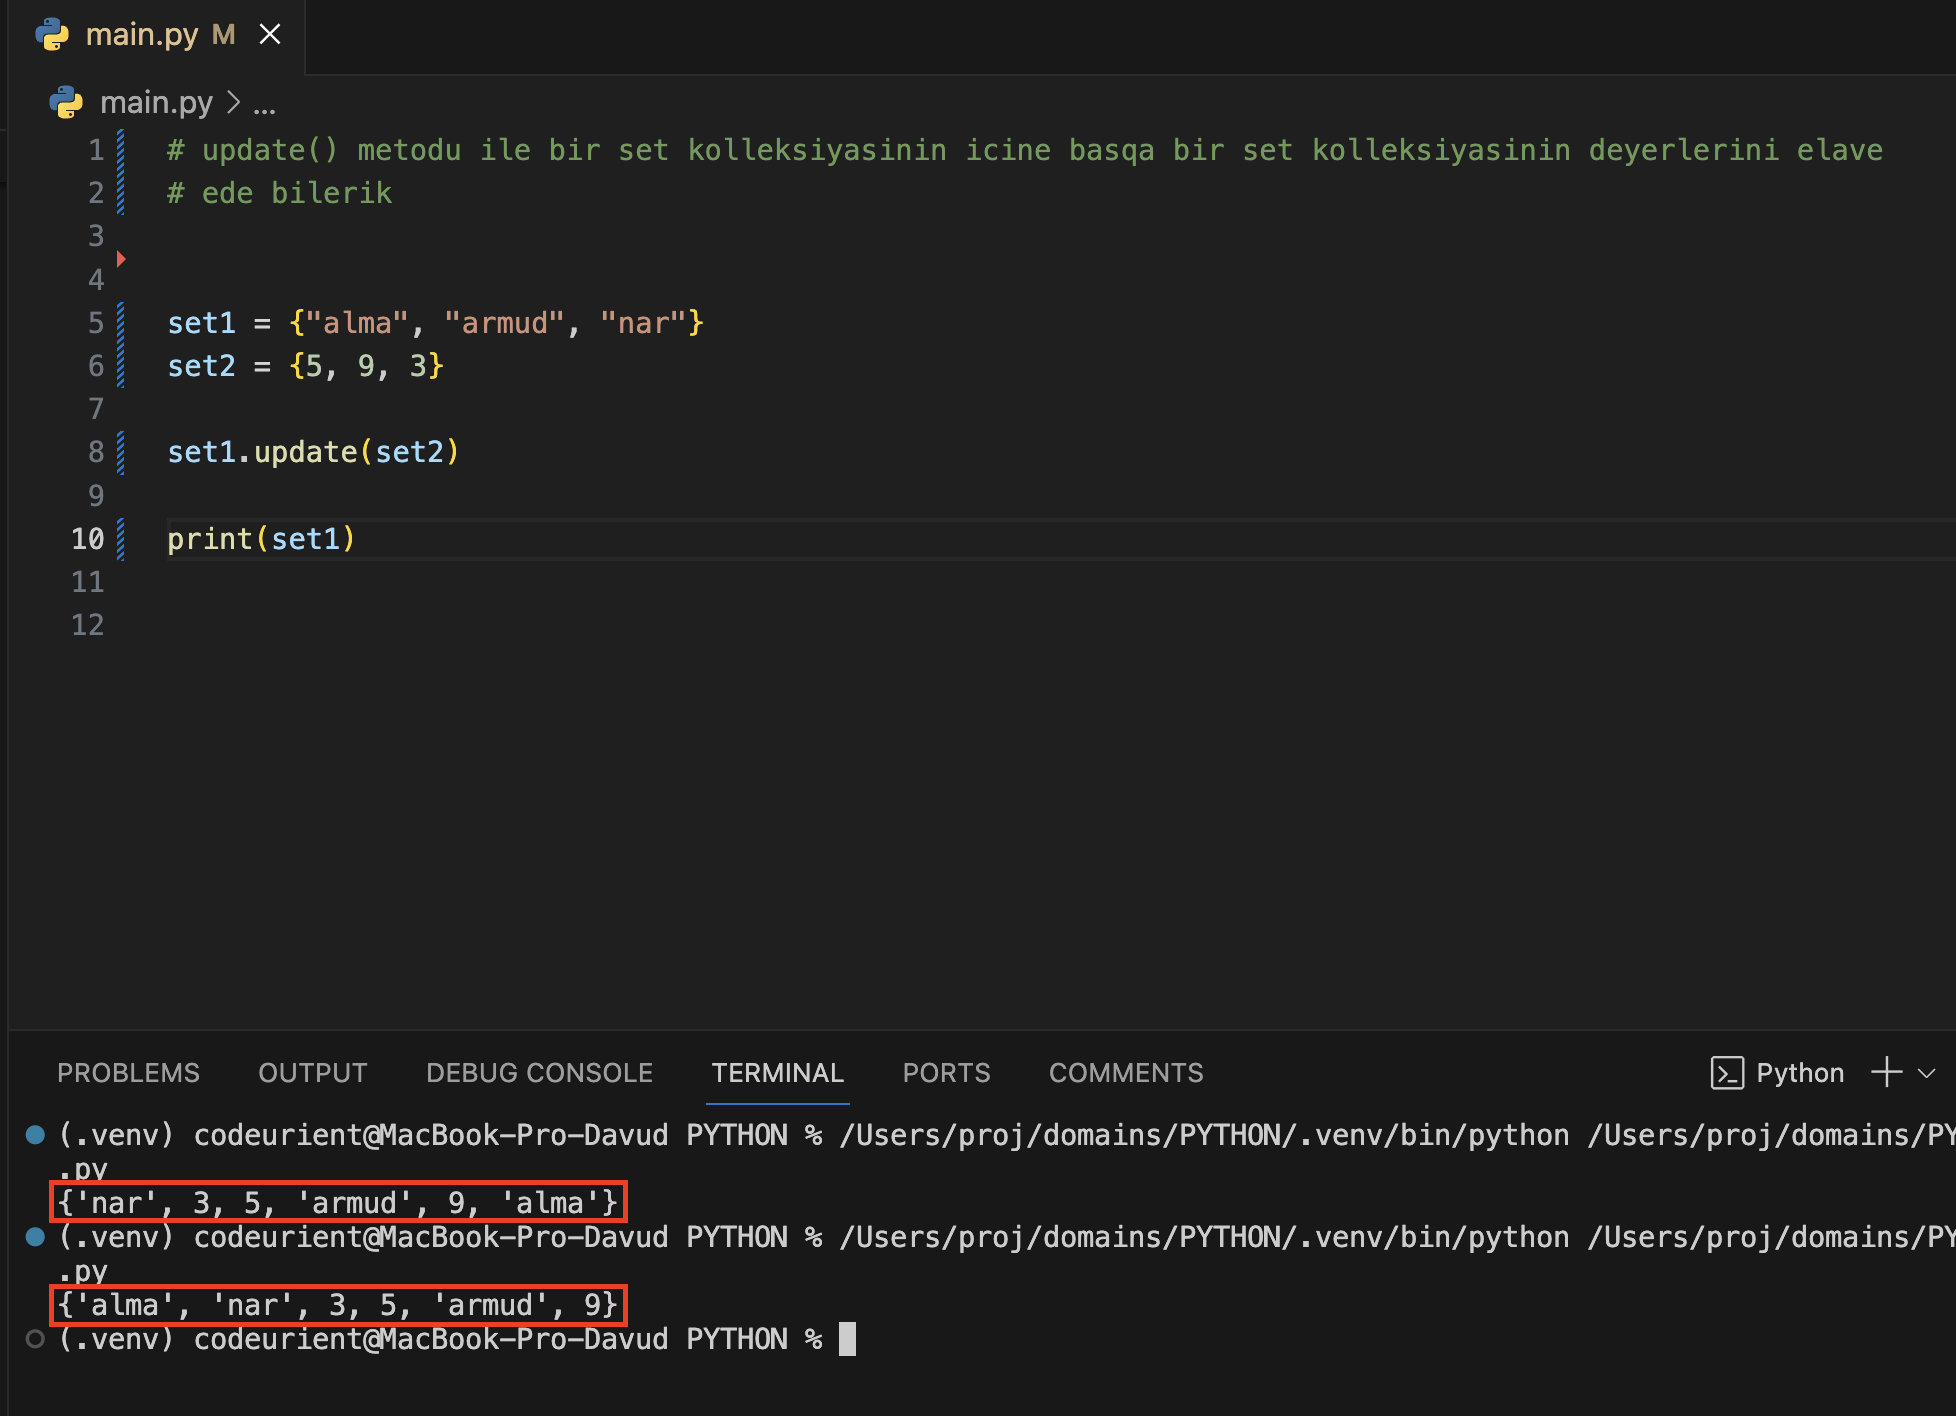 main.py M
main.py > ...
1 # update() metodu ile bir set kolleksiyasinin icine basqa bir set kolleksiyasinin deyerlerini elave
2 # ede bilerik
3
4
5 set1 = {"alma", "armud", "nar"}
6 set2 = {5, 9, 3}
7
8 set1.update(set2)
9
10 print(set1)
11
12
PROBLEMS OUTPUT DEBUG CONSOLE TERMINAL PORTS COMMENTS Python
(.venv) codeurient@MacBook-Pro-Davud PYTHON % /Users/proj/domains/PYTHON/.venv/bin/python /Users/proj/domains/PY
.py
{'nar', 3, 5, 'armud', 9, 'alma'}
(.venv) codeurient@MacBook-Pro-Davud PYTHON % /Users/proj/domains/PYTHON/.venv/bin/python /Users/proj/domains/PY
.py
{'alma', 'nar', 3, 5, 'armud', 9}
(.venv) codeurient@MacBook-Pro-Davud PYTHON %